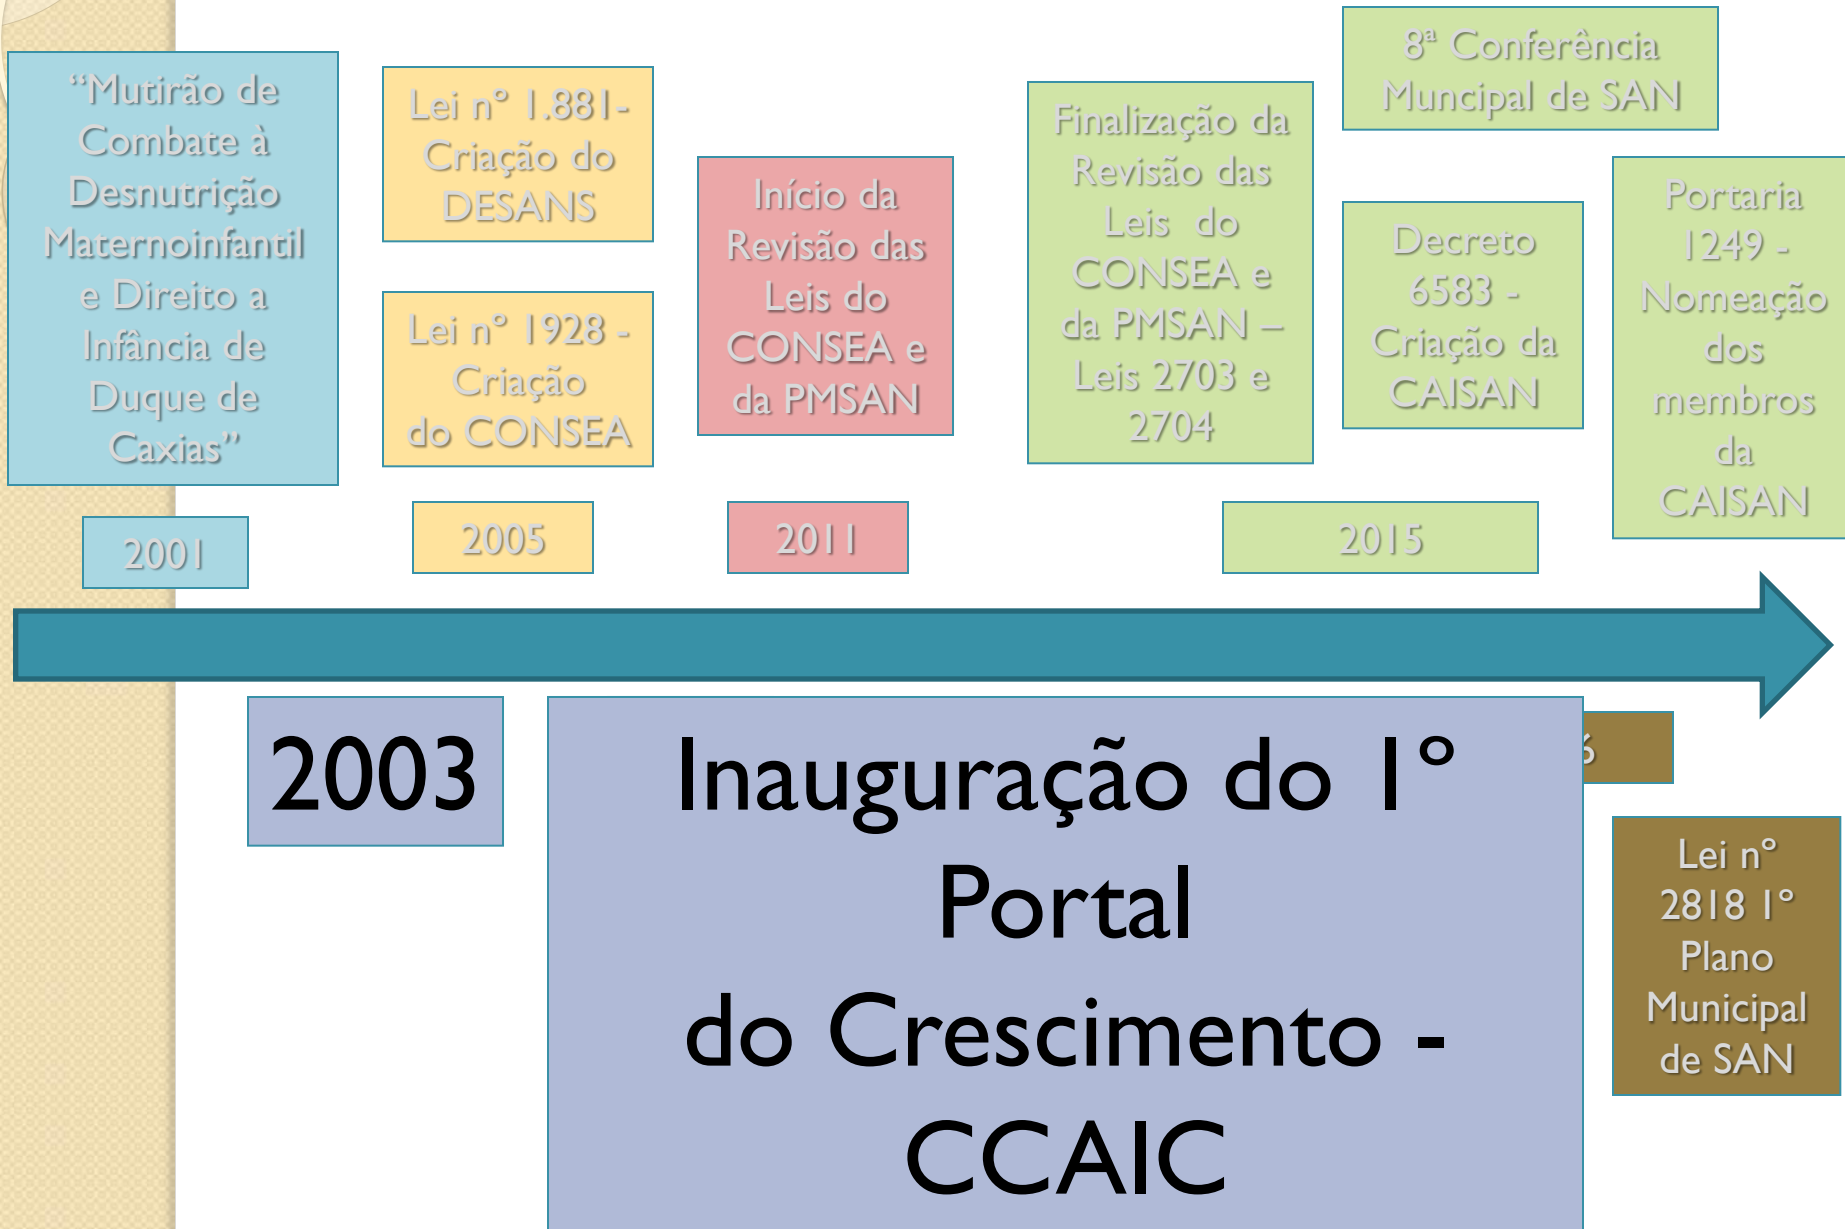 “Mutirão de
Combate à
Desnutrição
Maternoinfantil
e Direito a
Infância de
Duque de
Caxias”
2001
Lei nº 1.881-
Criação do
DESANS
Lei nº 1928 -
Criação
do CONSEA
2005
Início da
Revisão das
Leis do
CONSEA e
da PMSAN
2011
Finalização da
Revisão das
Leis do
CONSEA e
da PMSAN –
Leis 2703 e
2704
8ª Conferência
Muncipal de SAN
Decreto
6583 -
Criação da
CAISAN
2015
Portaria
1249 -
Nomeação
dos
membros
da
CAISAN
2003
Inauguração do 1º
Portal
do Crescimento -
CCAIC
Lei nº
2818 1º
Plano
Municipal
de SAN